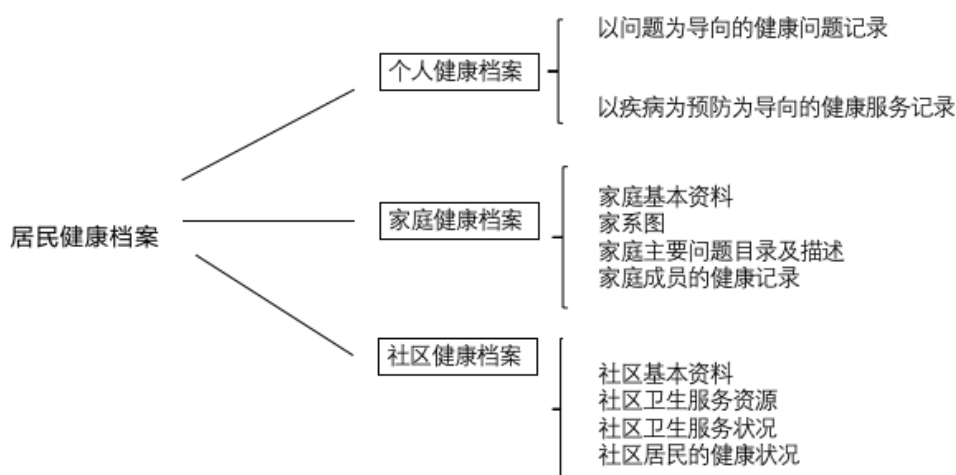 居民健康档案
个人健康档案
以问题为导向的健康问题记录
以疾病为预防为导向的健康服务记录
家庭健康档案
家庭基本资料
家系图
家庭主要问题目录及描述
家庭成员的健康记录
社区健康档案
社区基本资料
社区卫生服务资源
社区卫生服务状况
社区居民的健康状况